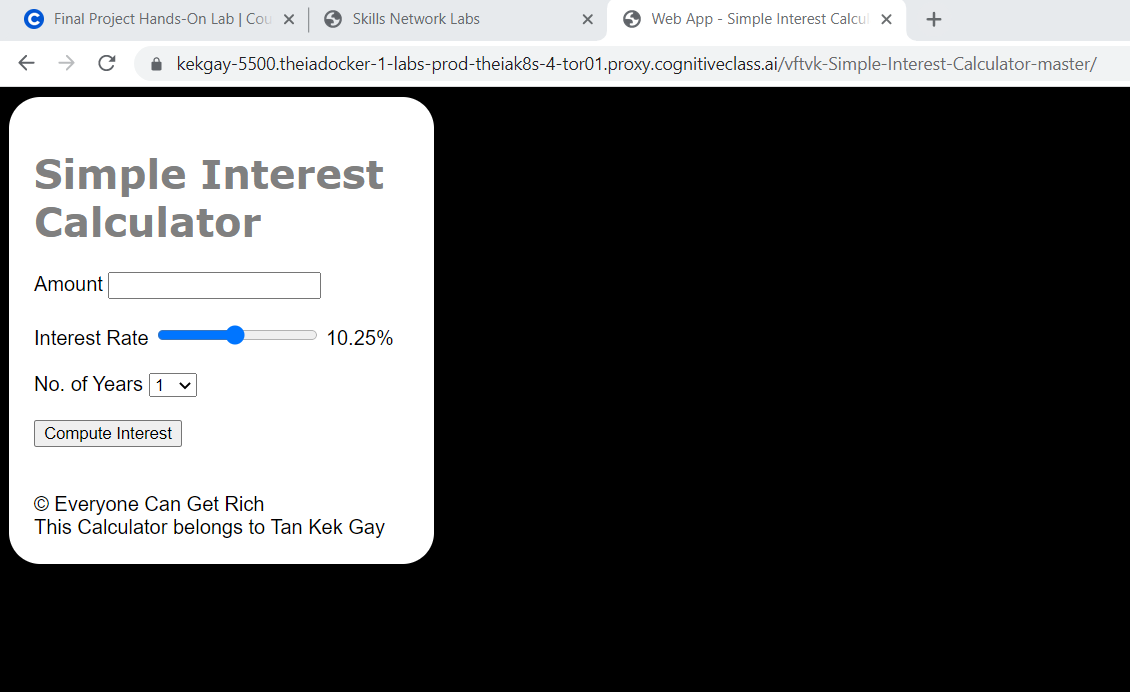 Final Project Hands-On Lab | Cou
Skills Network Labs
Web App - Simple Interest Calcul
kekgay-5500.theiadocker-1-labs-prod-theiak8s-4-tor01.proxy.cognitiveclass.ai/vftvk-Simple-Interest-Calculator-master/
Simple Interest
Calculator
Amount
Interest Rate 10.25%
No. of Years 1
Compute Interest
© Everyone Can Get Rich
This Calculator belongs to Tan Kek Gay